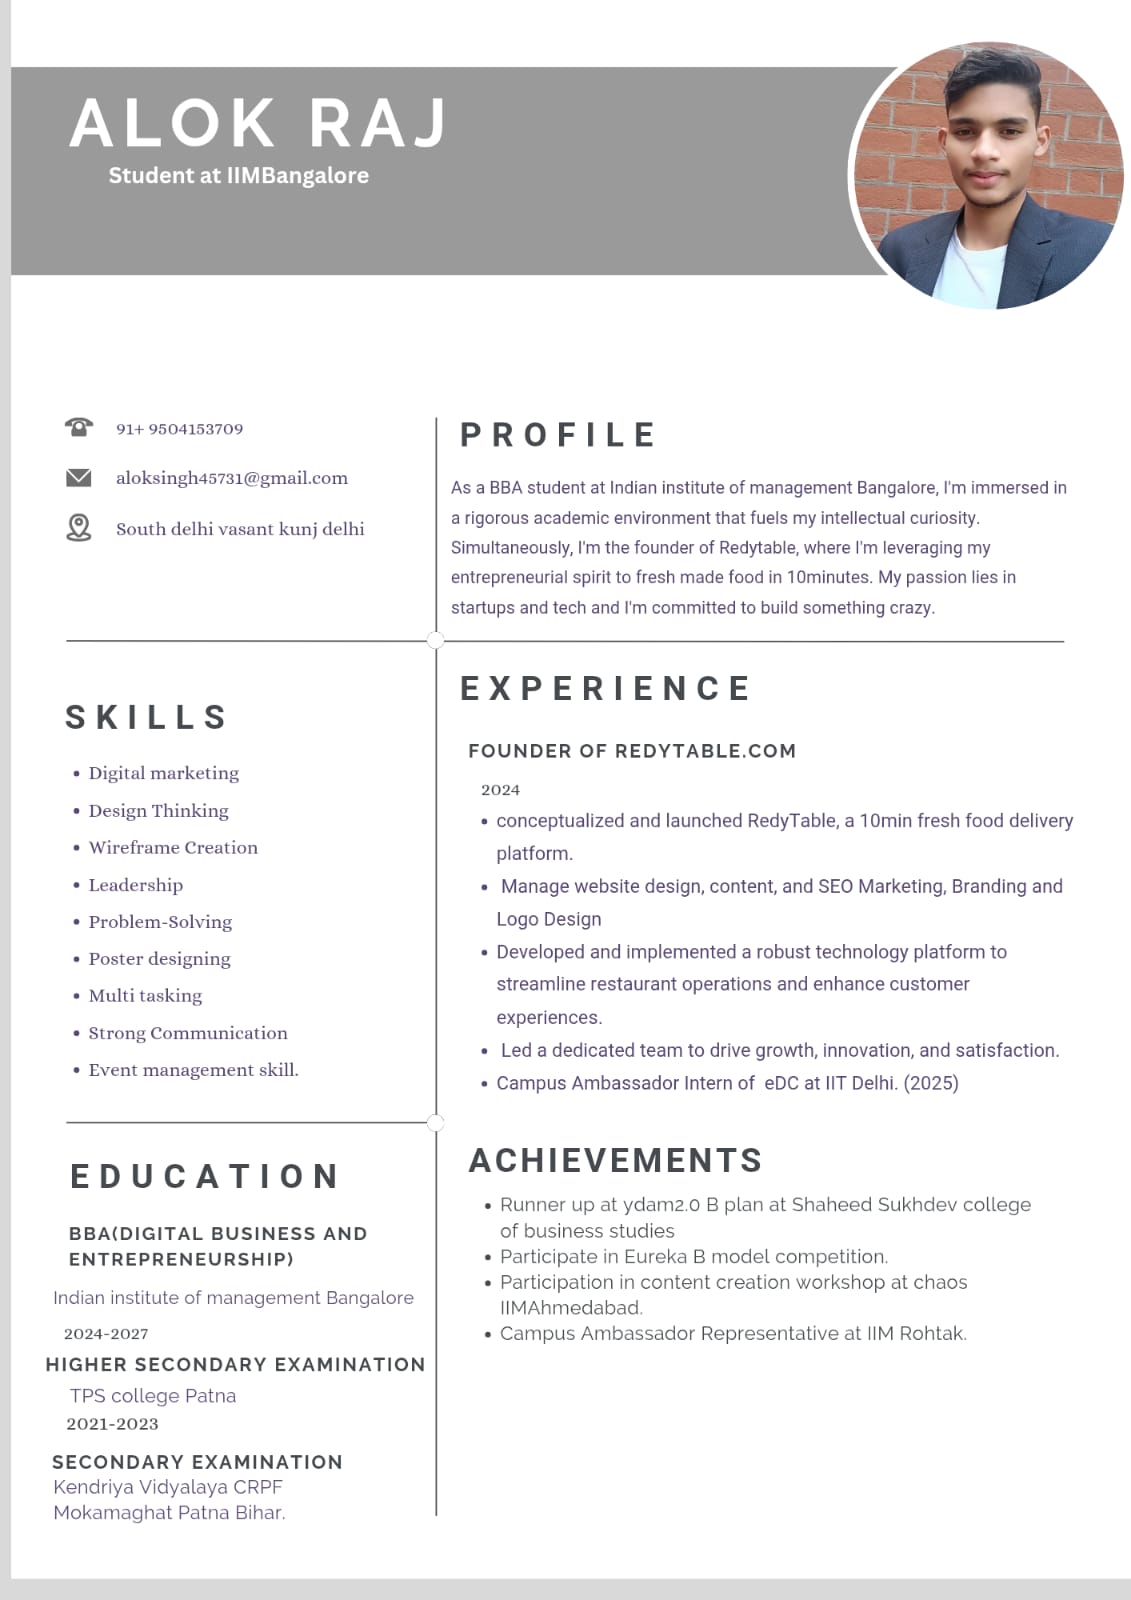 ALOK RAJ
Student at IIMBangalore
91+ 9504153709
aloksingh45731@gmail.com
South delhi vasant kunj delhi
PROFILE
As a BBA student at Indian institute of management Bangalore, I'm immersed in
a rigorous academic environment that fuels my intellectual curiosity.
Simultaneously, I'm the founder of Redytable, where I'm leveraging my
entrepreneurial spirit to fresh made food in 10minutes. My passion lies in
startups and tech and I'm committed to build something crazy.
SKILLS
• Digital marketing
• Design Thinking
• Wireframe Creation
• Leadership
• Problem-Solving
• Poster designing
• Multi tasking
• Strong Communication
• Event management skill.
EXPERIENCE
FOUNDER OF REDYTABLE.COM
2024
• conceptualized and launched RedyTable, a 10min fresh food delivery
platform.
• Manage website design, content, and SEO Marketing, Branding and
Logo Design
• Developed and implemented a robust technology platform to
streamline restaurant operations and enhance customer
experiences.
• Led a dedicated team to drive growth, innovation, and satisfaction.
• Campus Ambassador Intern of eDC at IIT Delhi. (2025)
EDUCATION
BBA(DIGITAL BUSINESS AND
ENTREPRENEURSHIP)
Indian institute of management Bangalore
2024-2027
HIGHER SECONDARY EXAMINATION
TPS college Patna
2021-2023
SECONDARY EXAMINATION
Kendriya Vidyalaya CRPF
Mokamaghat Patna Bihar.
ACHIEVEMENTS
• Runner up at ydam2.0 B plan at Shaheed Sukhdev college
of business studies
• Participate in Eureka B model competition.
• Participation in content creation workshop at chaos
IIMAhmedabad.
• Campus Ambassador Representative at IIM Rohtak.